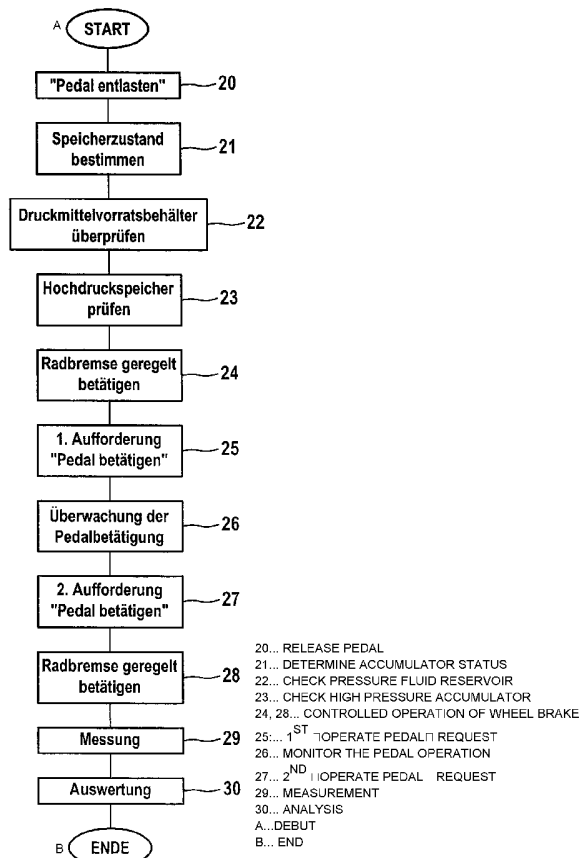 A START
"Pedal entlasten" 20
Speicherzustand
bestimmen 21
Druckmittelvorratsbehälter
überprüfen 22
Hochdruckspeicher
prüfen 23
Radbremse geregelt
betätigen 24
1. Aufforderung
"Pedal betätigen" 25
Überwachung der
Pedalbetätigung 26
2. Aufforderung
"Pedal betätigen" 27
Radbremse geregelt
betätigen 28
Messung 29
Auswertung 30
B ENDE
20... RELEASE PEDAL
21... DETERMINE ACCUMULATOR STATUS
22... CHECK PRESSURE FLUID RESERVOIR
23... CHECK HIGH PRESSURE ACCUMULATOR
24, 28... CONTROLLED OPERATION OF WHEEL BRAKE
25:... 1ST □OPERATE PEDAL□ REQUEST
26... MONITOR THE PEDAL OPERATION
27... 2ND □OPERATE PEDAL REQUEST
29... MEASUREMENT
30... ANALYSIS
A...DEBUT
B... END